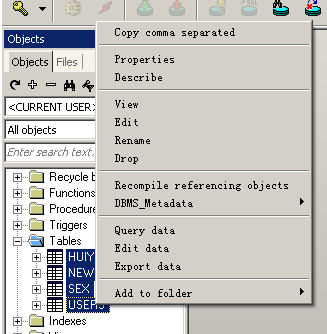 Objects
Objects Files
<CURRENT USER>
All objects
Enter search text.
Recycle
Functions
Procedure
Triggers
Tables
HUIY
NEW
SEX
USERS
Indexes
Copy comma separated
Properties
Describe
View
Edit
Rename
Drop
Recompile referencing objects
DBMS_Metadata
Query data
Edit data
Export data
Add to folder